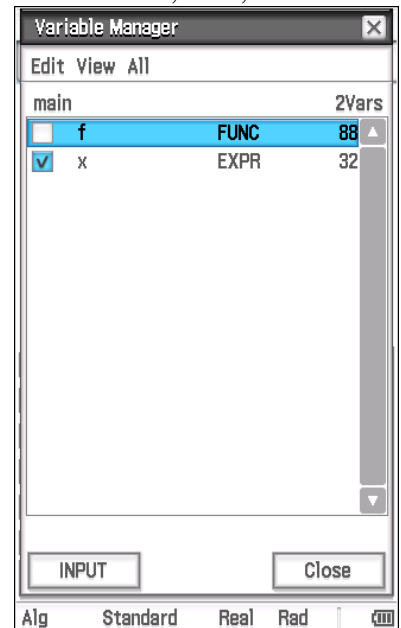 Variable Manager
Edit View All
main 2Vars
f FUNC 88
x EXPR 32
INPUT Close
Alg Standard Real Rad